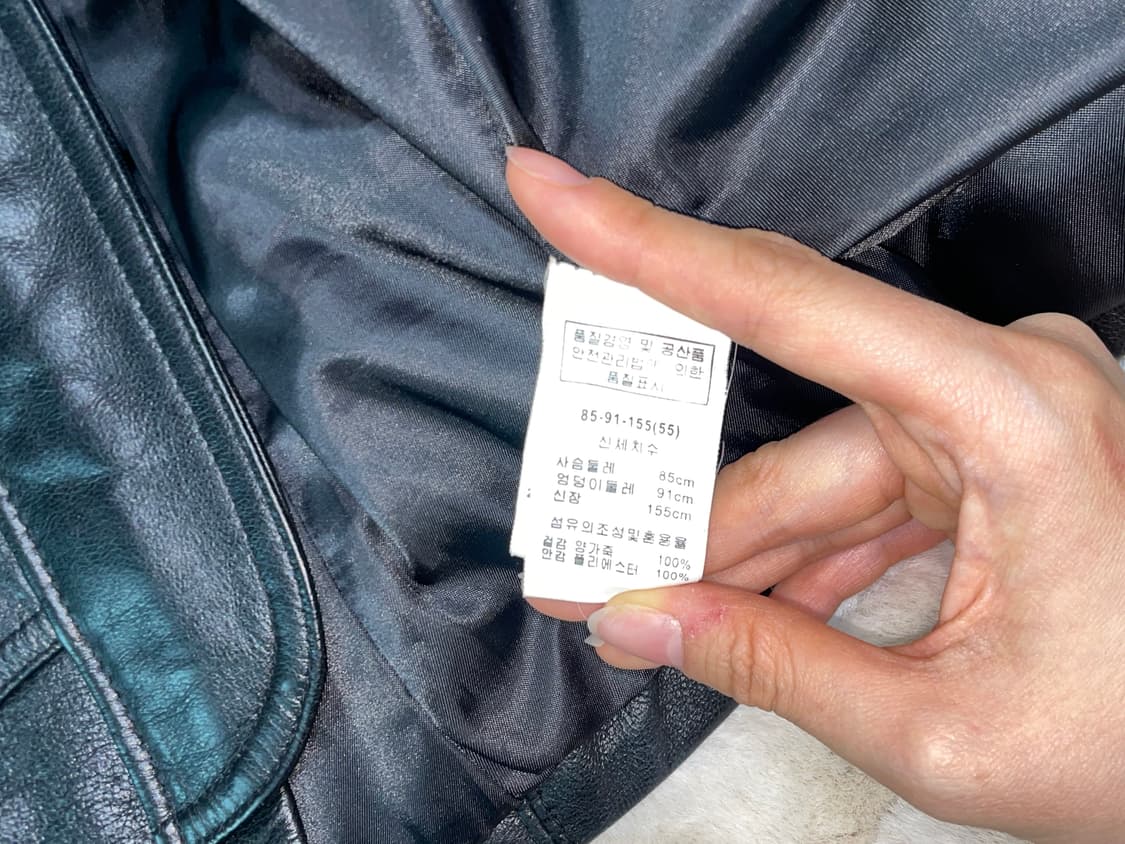 품질경영 및 공산품
안전관리법에 의한
품질표시
85-91-155(55)
신체치수
가슴둘레 85cm
엉덩이둘레 91cm
신장 155cm
섬유의조성및혼용율
겉감 양가죽 100%
안감 폴리에스터 100%